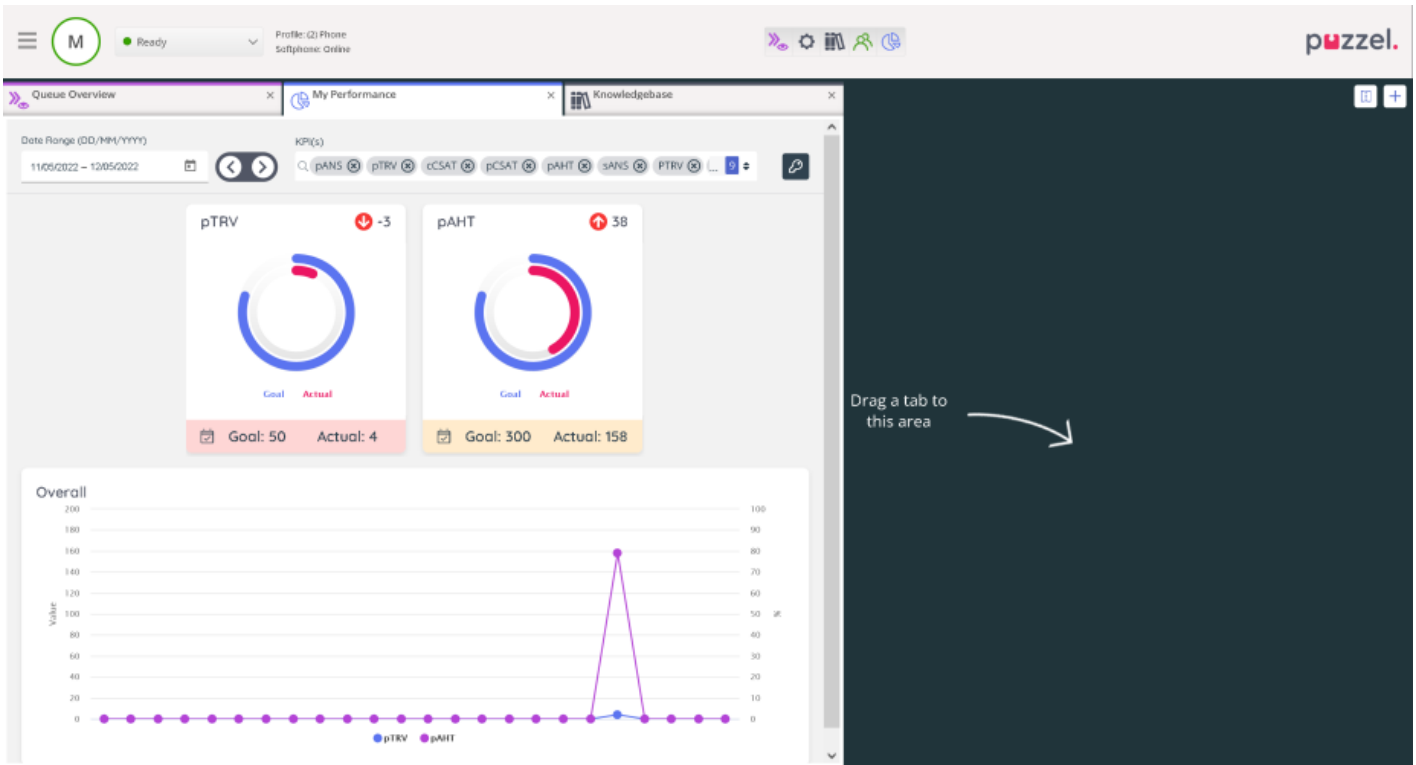 M
Ready
Profile: (2) Phone
Softphone: Online
puzzel.
Queue Overview
My Performance
Knowledgebase
Date Range (DD/MM/YYYY)
11/05/2022 – 12/05/2022
KPI(s)
pANS pTRV cCSAT pCSAT pAHT sANS PTRV (... 9
pTRV -3
Goal Actual
Goal: 50 Actual: 4
pAHT 38
Goal Actual
Goal: 300 Actual: 158
Drag a tab to
this area
Overall
200 100
180 90
160 80
140 70
120 60
Value 100 50 %
80 40
60 30
40 20
20 10
0 0
pTRV pAHT